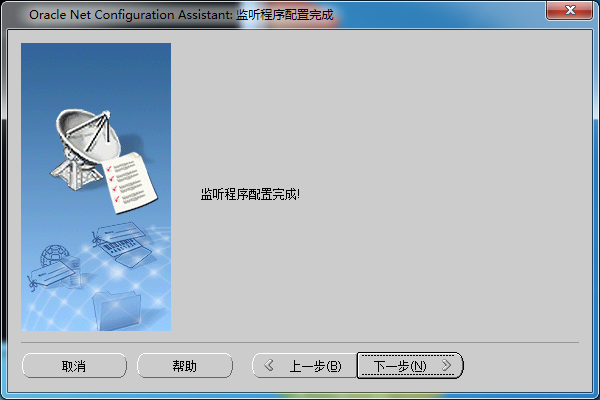 Oracle Net Configuration Assistant: 监听程序配置完成
监听程序配置完成!
取消
帮助
上一步(B)
下一步(N)